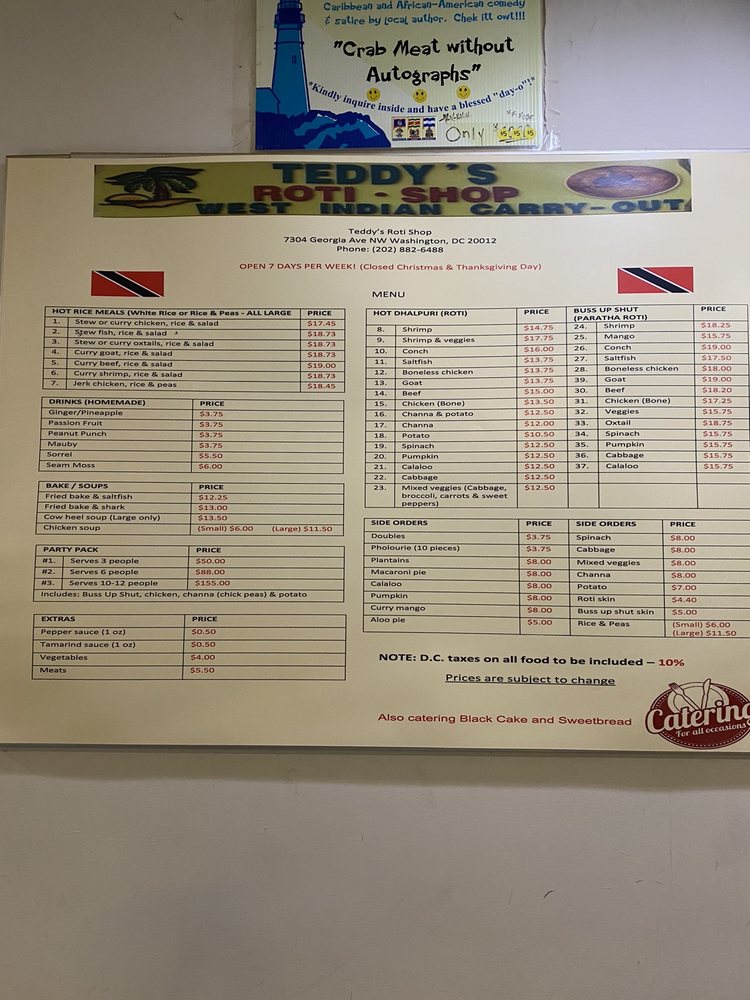 Caribbean and African-American comedy
& satire by local author. Chek itt owt!!!
"Crab Meat without
Autographs"
"Kindly inquire inside and have a blessed "day-o"!"
Only
$5 $5 $5
TEDDY'S
ROTI · SHOP
WEST INDIAN CARRY-OUT
Teddy's Roti Shop
7304 Georgia Ave NW Washington, DC 20012
Phone: (202) 882-6488
OPEN 7 DAYS PER WEEK! (Closed Christmas & Thanksgiving Day)
MENU
HOT RICE MEALS (White Rice or Rice & Peas - ALL LARGE PRICE
1. Stew or curry chicken, rice & salad $17.45
2. Stew fish, rice & salad $18.73
3. Stew or curry oxtails, rice & salad $18.73
4. Curry goat, rice & salad $18.73
5. Curry beef, rice & salad $19.00
6. Curry shrimp, rice & salad $18.73
7. Jerk chicken, rice & peas $18.45
DRINKS (HOMEMADE) PRICE
Ginger/Pineapple $3.75
Passion Fruit $3.75
Peanut Punch $3.75
Mauby $3.75
Sorrel $5.50
Seam Moss $6.00
BAKE / SOUPS PRICE
Fried bake & saltfish $12.25
Fried bake & shark $13.00
Cow heel soup (Large only) $13.50
Chicken soup (Small) $6.00 (Large) $11.50
PARTY PACK PRICE
#1. Serves 3 people $50.00
#2. Serves 6 people $88.00
#3. Serves 10-12 people $155.00
Includes: Buss Up Shut, chicken, channa (chick peas) & potato
EXTRAS PRICE
Pepper sauce (1 oz) $0.50
Tamarind sauce (1 oz) $0.50
Vegetables $4.00
Meats $5.50
HOT DHALPURI (ROTI) PRICE
8. Shrimp $14.75
9. Shrimp & veggies $17.75
10. Conch $16.00
11. Saltfish $13.75
12. Boneless chicken $13.75
13. Goat $13.75
14. Beef $15.00
15. Chicken (Bone) $13.50
16. Channa & potato $12.50
17. Channa $12.00
18. Potato $10.50
19. Spinach $12.50
20. Pumpkin $12.50
21. Calaloo $12.50
22. Cabbage $12.50
23. Mixed veggies (Cabbage, $12.50
broccoli, carrots & sweet
peppers)
BUSS UP SHUT PRICE
(PARATHA ROTI)
24. Shrimp $18.25
25. Mango $15.75
26. Conch $19.00
27. Saltfish $17.50
28. Boneless chicken $18.00
39. Goat $19.00
30. Beef $18.20
31. Chicken (Bone) $17.25
32. Veggies $15.75
33. Oxtail $18.75
34. Spinach $15.75
35. Pumpkin $15.75
36. Cabbage $15.75
37. Calaloo $15.75
SIDE ORDERS PRICE
Doubles $3.75
Pholourie (10 pieces) $3.75
Plantains $8.00
Macaroni pie $8.00
Calaloo $8.00
Pumpkin $8.00
Curry mango $8.00
Aloo pie $5.00
SIDE ORDERS PRICE
Spinach $8.00
Cabbage $8.00
Mixed veggies $8.00
Channa $8.00
Potato $7.00
Roti skin $4.40
Buss up shut skin $5.00
Rice & Peas (Small) $6.00
(Large) $11.50
NOTE: D.C. taxes on all food to be included – 10%
Prices are subject to change
Also catering Black Cake and Sweetbread
Catering
For all occasions